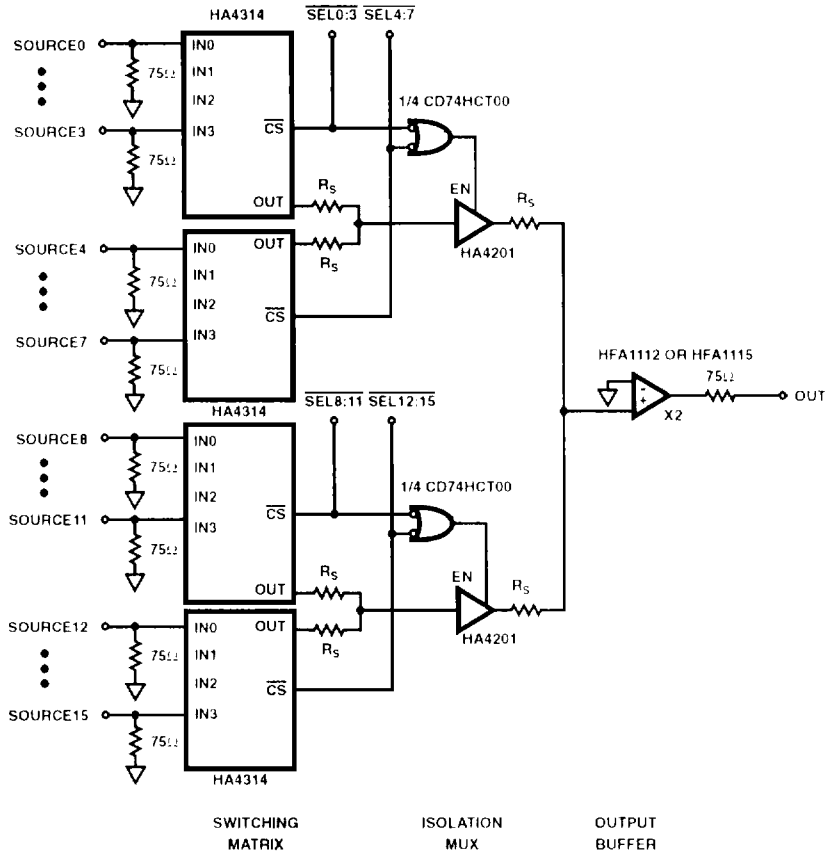 HA4314
SEL0:3 SEL4:7
SOURCE0
IN0
75Ω
IN1
IN2
1/4 CD74HCT00
SOURCE3
IN3
CS
75Ω
EN
OUT
RS
RS
SOURCE4
IN0
OUT
RS
HA4201
75Ω
IN1
IN2
CS
SOURCE7
IN3
75Ω
HFA1112 OR HFA1115
75Ω
HA4314
SEL8:11 SEL12:15
-
+
OUT
X2
SOURCE8
IN0
75Ω
IN1
IN2
1/4 CD74HCT00
SOURCE11
IN3
CS
75Ω
EN
OUT
RS
RS
SOURCE12
IN0
OUT
RS
HA4201
75Ω
IN1
IN2
CS
SOURCE15
IN3
75Ω
HA4314
SWITCHING
MATRIX
ISOLATION
MUX
OUTPUT
BUFFER